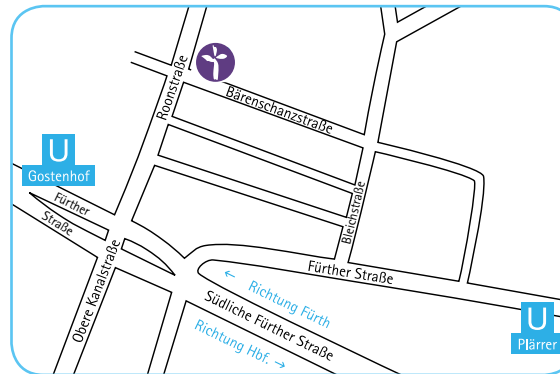 Roonstraße
Bärenschanzstraße
U
Gostenhof
Fürther
Straße
Bleichstraße
Obere Kanalstraße
Fürther Straße
← Richtung Fürth
Südliche Fürther Straße
Richtung Hbf. →
U
Plärrer